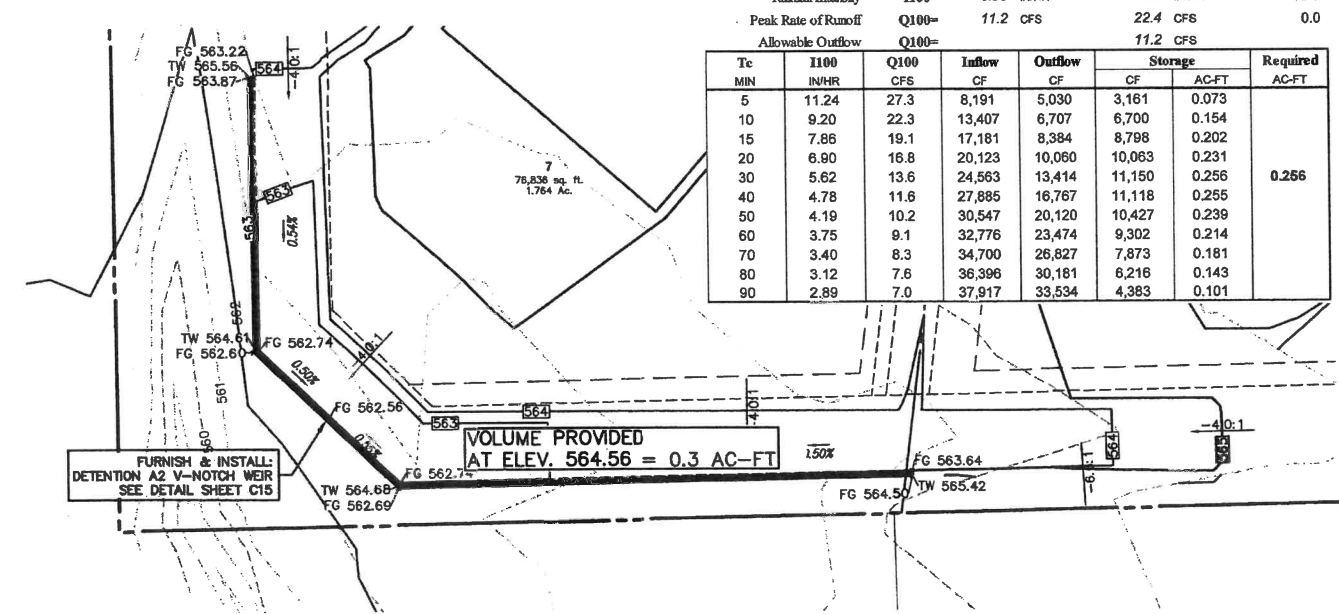 Peak Rate of Runoff Q100= 11.2 CFS 22.4 CFS 0.0
Allowable Outflow Q100= 11.2 CFS
Tc I100 Q100 Inflow Outflow Storage Required
MIN IN/HR CFS CF CF CF AC-FT AC-FT
5 11.24 27.3 8,191 5,030 3,161 0.073
10 9.20 22.3 13,407 6,707 6,700 0.154
15 7.86 19.1 17,181 8,384 8,798 0.202
20 6.90 16.8 20,123 10,060 10,063 0.231
30 5.62 13.6 24,563 13,414 11,150 0.256 0.256
40 4.78 11.6 27,885 16,767 11,118 0.255
50 4.19 10.2 30,547 20,120 10,427 0.239
60 3.75 9.1 32,776 23,474 9,302 0.214
70 3.40 8.3 34,700 26,827 7,873 0.181
80 3.12 7.6 36,396 30,181 6,216 0.143
90 2.89 7.0 37,917 33,534 4,383 0.101
FG 563.22
TW 565.56
FG 563.87
564
4.0:1
7
76,836 sq. ft.
1.764 Ac.
563
563
0.54%
562
TW 564.61
FG 562.60
FG 562.74
0.50%
4.0:1
561
FG 562.56
560
563
564
4.0:1
VOLUME PROVIDED
AT ELEV. 564.56 = 0.3 AC-FT
FURNISH & INSTALL:
DETENTION A2 V-NOTCH WEIR
SEE DETAIL SHEET C15
FG 562.74
TW 564.68
FG 562.69
FG 563.64
FG 564.50
TW 565.42
564
4.0:1
565